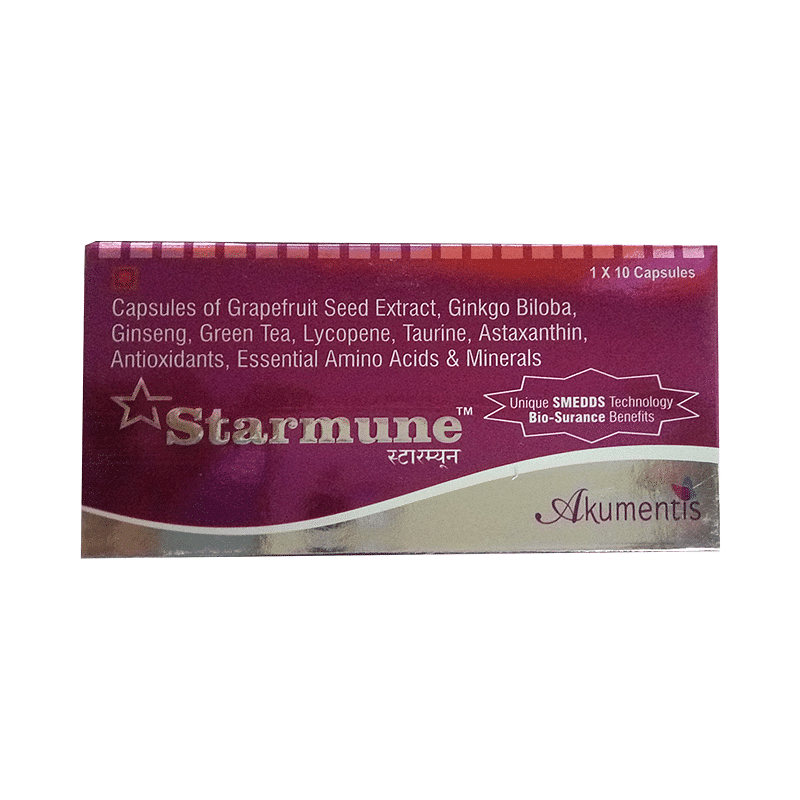 1 X 10 Capsules
Capsules of Grapefruit Seed Extract, Ginkgo Biloba,
Ginseng, Green Tea, Lycopene, Taurine, Astaxanthin,
Antioxidants, Essential Amino Acids & Minerals
Starmune™
स्टारम्यून
Unique SMEDDS Technology
Bio-Surance Benefits
Akumentis